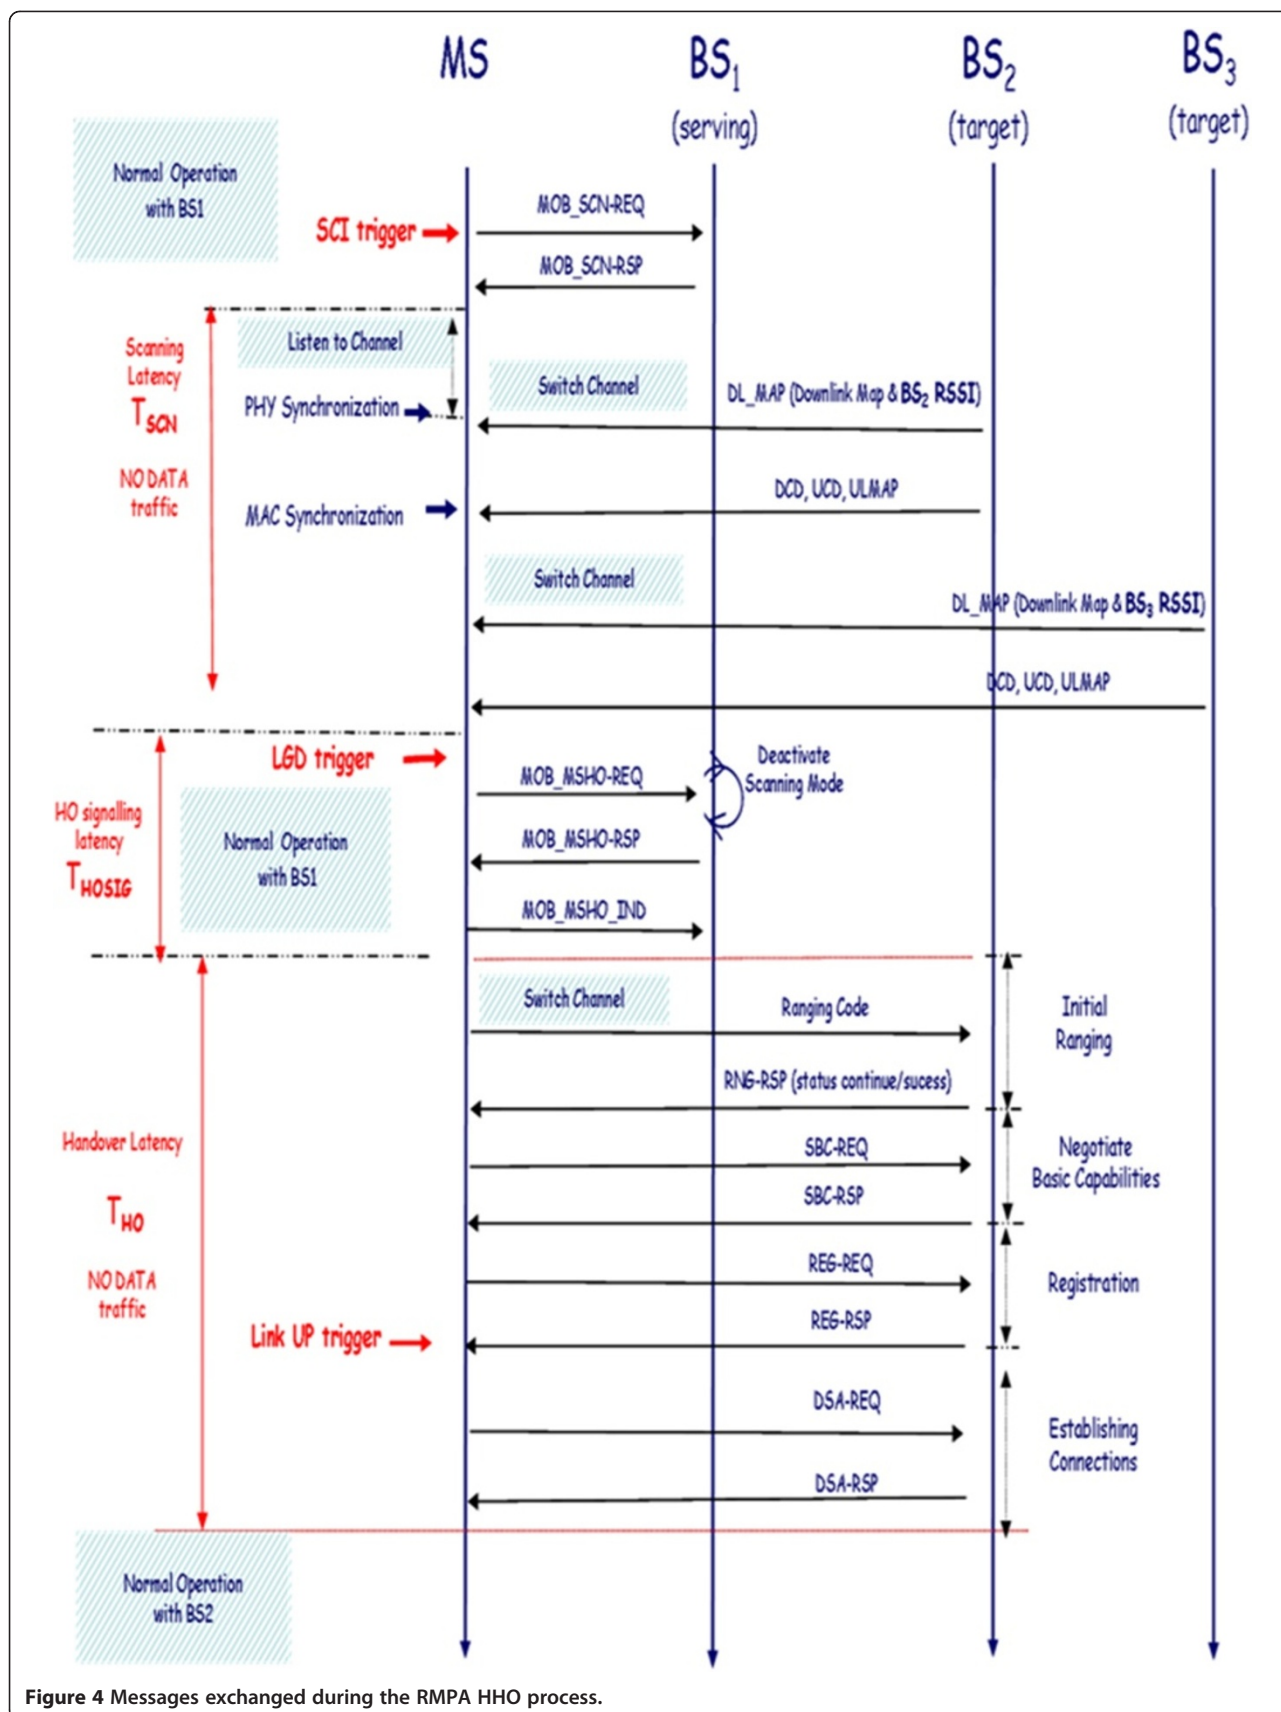 MS
BS1
(serving)
BS2
(target)
BS3
(target)
Normal Operation
with BS1
SCI trigger
MOB_SCN-REQ
MOB_SCN-RSP
Scanning
Latency
TSCN
NO DATA
traffic
Listen to Channel
Switch Channel
PHY Synchronization
DL_MAP (Downlink Map & BS2 RSSI)
DCD, UCD, ULMAP
MAC Synchronization
Switch Channel
DL_MAP (Downlink Map & BS3 RSSI)
DCD, UCD, ULMAP
LGD trigger
MOB_MSHO-REQ
Deactivate
Scanning Mode
HO signalling
latency
THOSIG
Normal Operation
with BS1
MOB_MSHO-RSP
MOB_MSHO_IND
Switch Channel
Ranging Code
Initial
Ranging
RNG-RSP (status continue/sucess)
Handover Latency
THO
NO DATA
traffic
SBC-REQ
SBC-RSP
Negotiate
Basic Capabilities
REG-REQ
Registration
REG-RSP
Link UP trigger
DSA-REQ
Establishing
Connections
DSA-RSP
Normal Operation
with BS2
Figure 4 Messages exchanged during the RMPA HHO process.